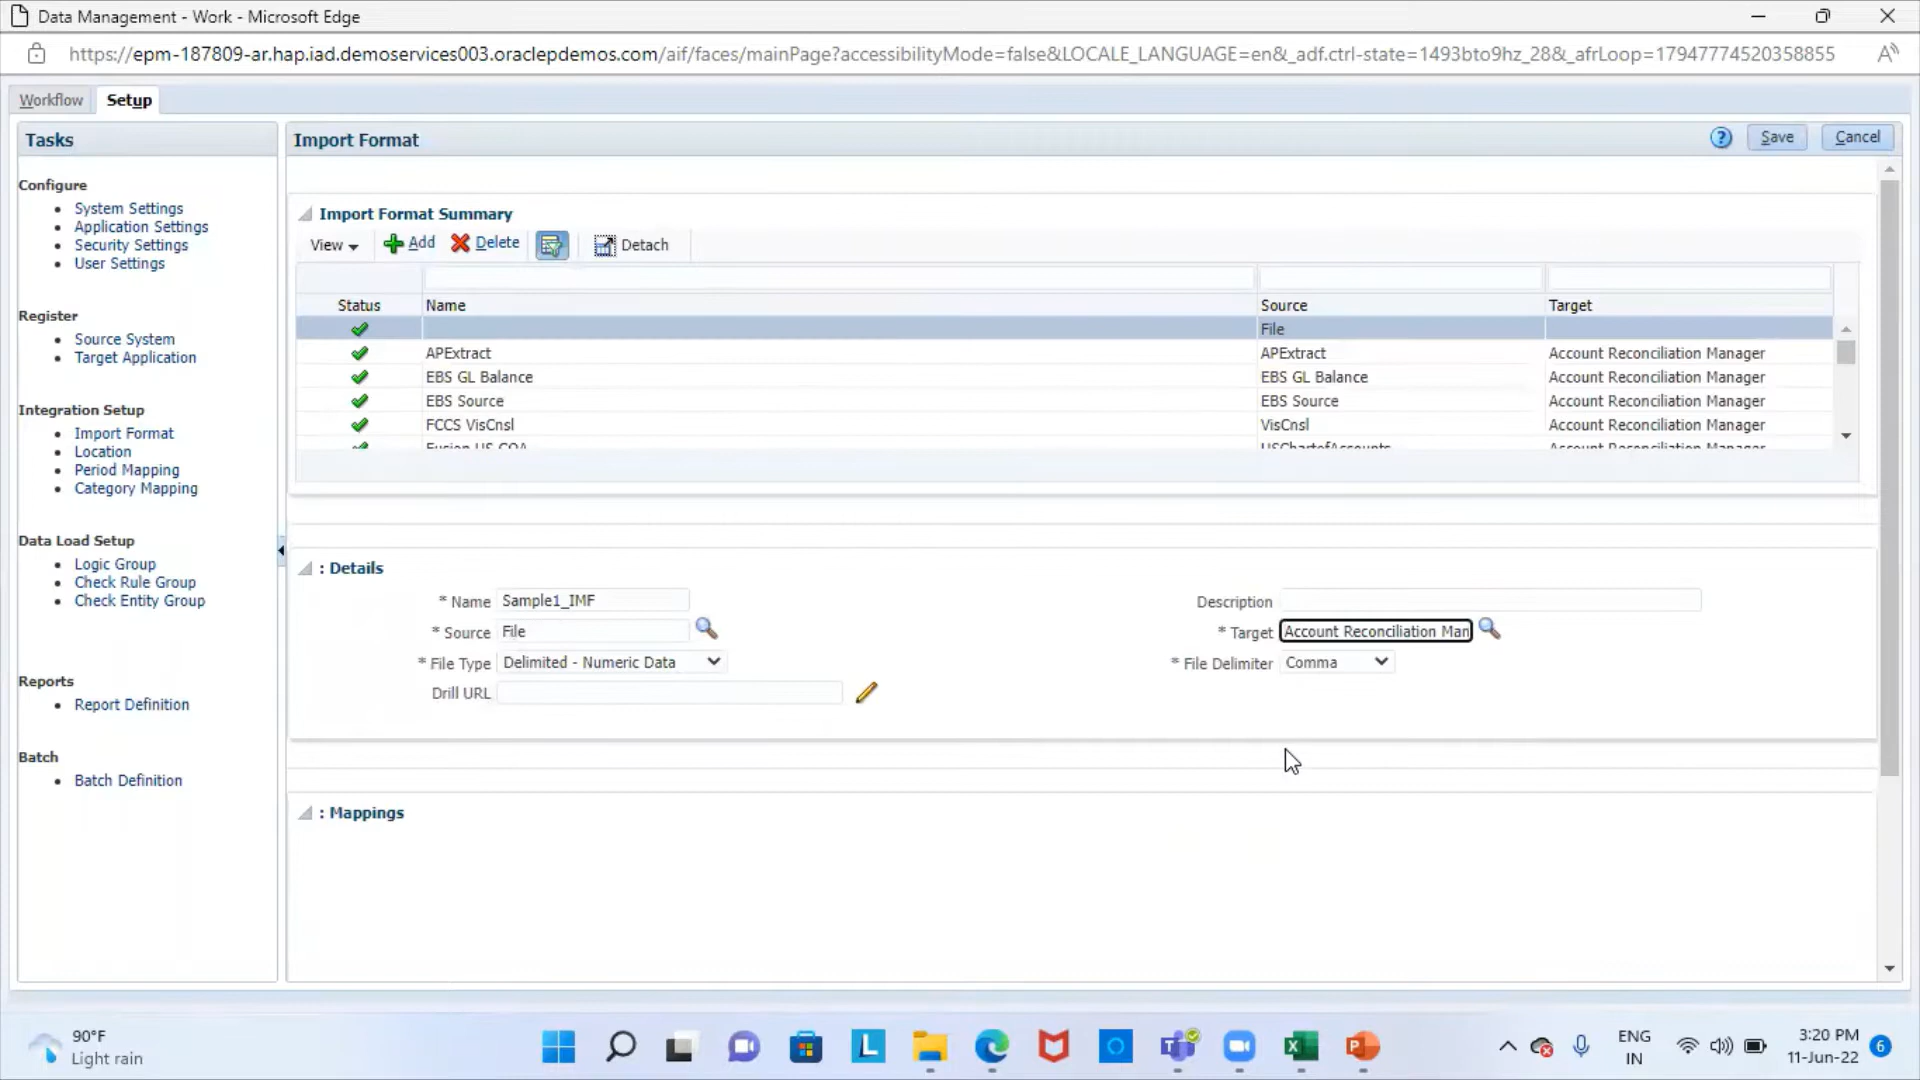 Data Management - Work - Microsoft Edge
https://epm-187809-ar.hap.iad.demoservices003.oraclepdemos.com/aif/faces/mainPage?accessibilityMode=false&LOCALE_LANGUAGE=en&_adf.ctrl-state=1493bto9hz_28&_afrLoop=17947774520358855
Workflow Setup
Tasks
Configure
System Settings
Application Settings
Security Settings
User Settings
Register
Source System
Target Application
Integration Setup
Import Format
Location
Period Mapping
Category Mapping
Data Load Setup
Logic Group
Check Rule Group
Check Entity Group
Reports
Report Definition
Batch
Batch Definition
Import Format
? Save Cancel
Import Format Summary
View Add Delete Detach
Status Name Source Target
File
APExtract APExtract Account Reconciliation Manager
EBS GL Balance EBS GL Balance Account Reconciliation Manager
EBS Source EBS Source Account Reconciliation Manager
FCCS VisCnsl VisCnsl Account Reconciliation Manager
Fusion US COA USChartofAccounts Account Reconciliation Manager
: Details
* Name Sample1_IMF Description
* Source File * Target Account Reconciliation Man
* File Type Delimited - Numeric Data * File Delimiter Comma
Drill URL
: Mappings
90°F
Light rain
ENG
IN
3:20 PM
11-Jun-22
6